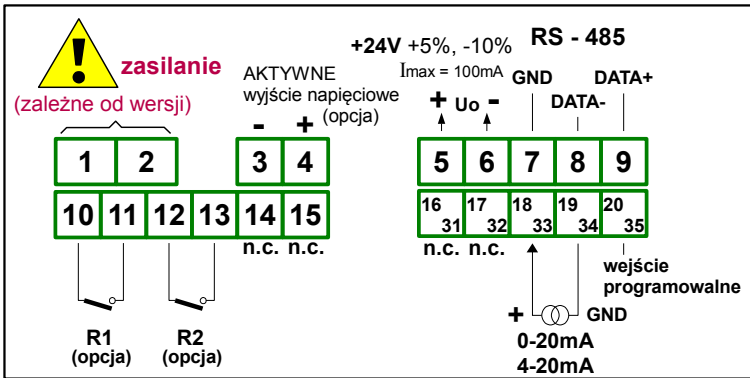 zasilanie
(zależne od wersji)
AKTYWNE
wyjście napięciowe
(opcja)
- +
+24V +5%, -10%
Imax = 100mA
+ Uo -
RS - 485
GND DATA+
DATA-
1 2 3 4 5 6 7 8 9
10 11 12 13 14 15
16 17 18 19 20
31 32 33 34 35
n.c. n.c. n.c. n.c.
wejście
programowalne
R1
(opcja)
R2
(opcja)
+ GND
0-20mA
4-20mA
!